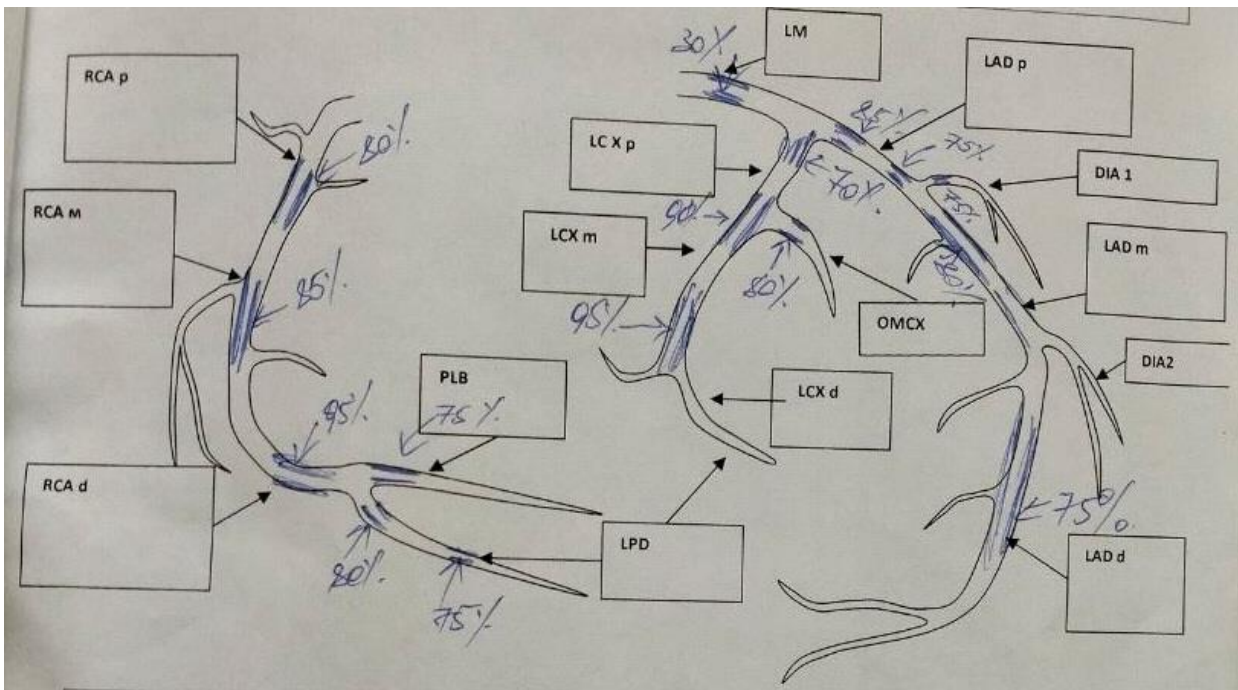 LM
30%
LAD p
RCA p
80%
85%
75%
LC X p
70%
DIA 1
75%
RCA м
90%
LCX m
LAD m
80%
80%
85%
95%
OMCX
DIA2
PLB
75%
LCX d
95%
RCA d
75%.
LPD
LAD d
80%
75%